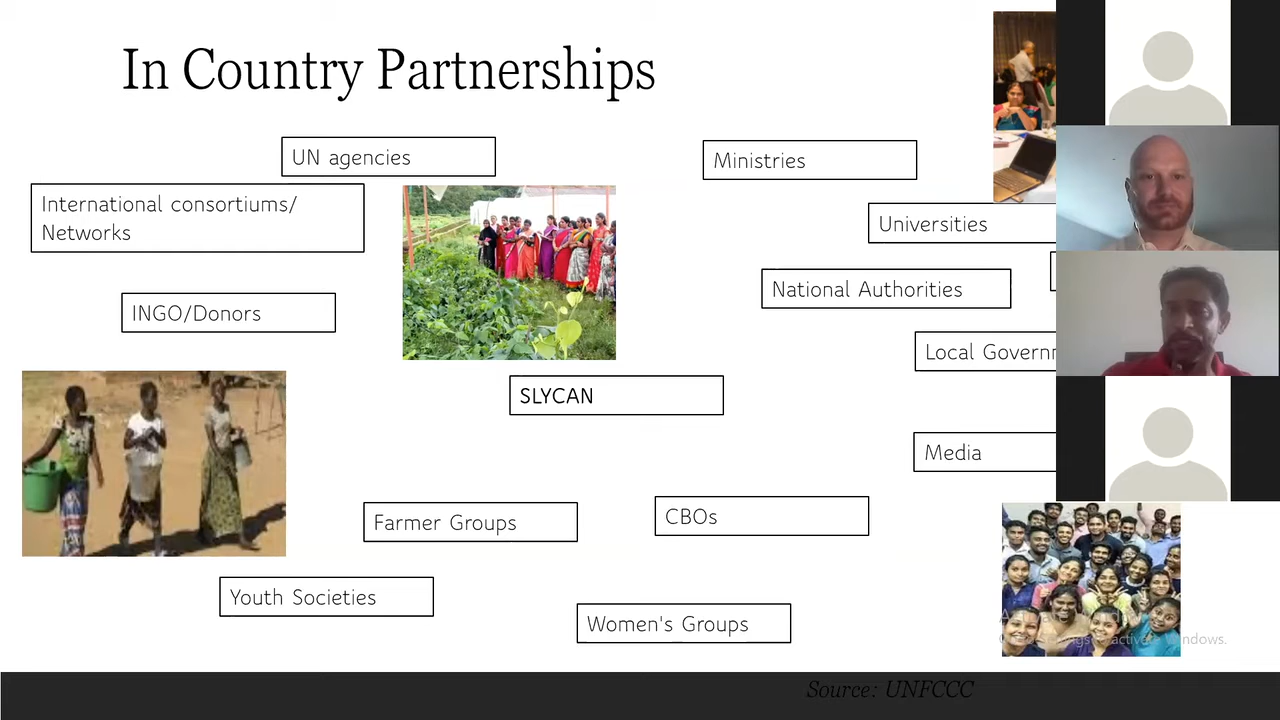 In Country Partnerships
UN agencies
Ministries
International consortiums/
Networks
Universities
National Authorities
INGO/Donors
Local Governm
SLYCAN
Media
Farmer Groups
CBOs
Youth Societies
Women's Groups
Source: UNFCCC